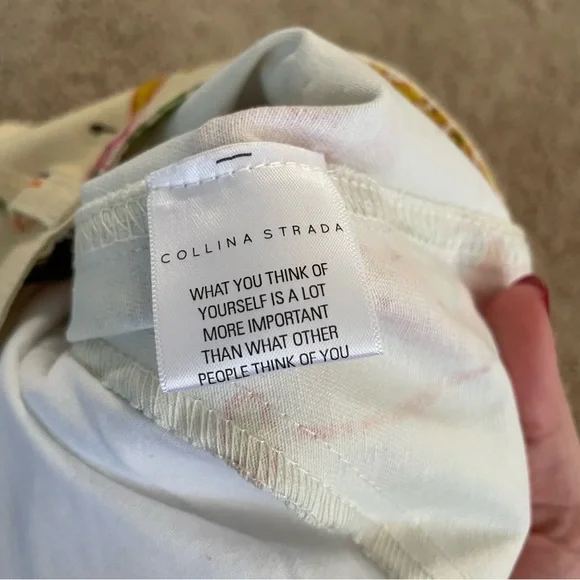 COLLINA STRADA
WHAT YOU THINK OF
YOURSELF IS A LOT
MORE IMPORTANT
THAN WHAT OTHER
PEOPLE THINK OF YOU